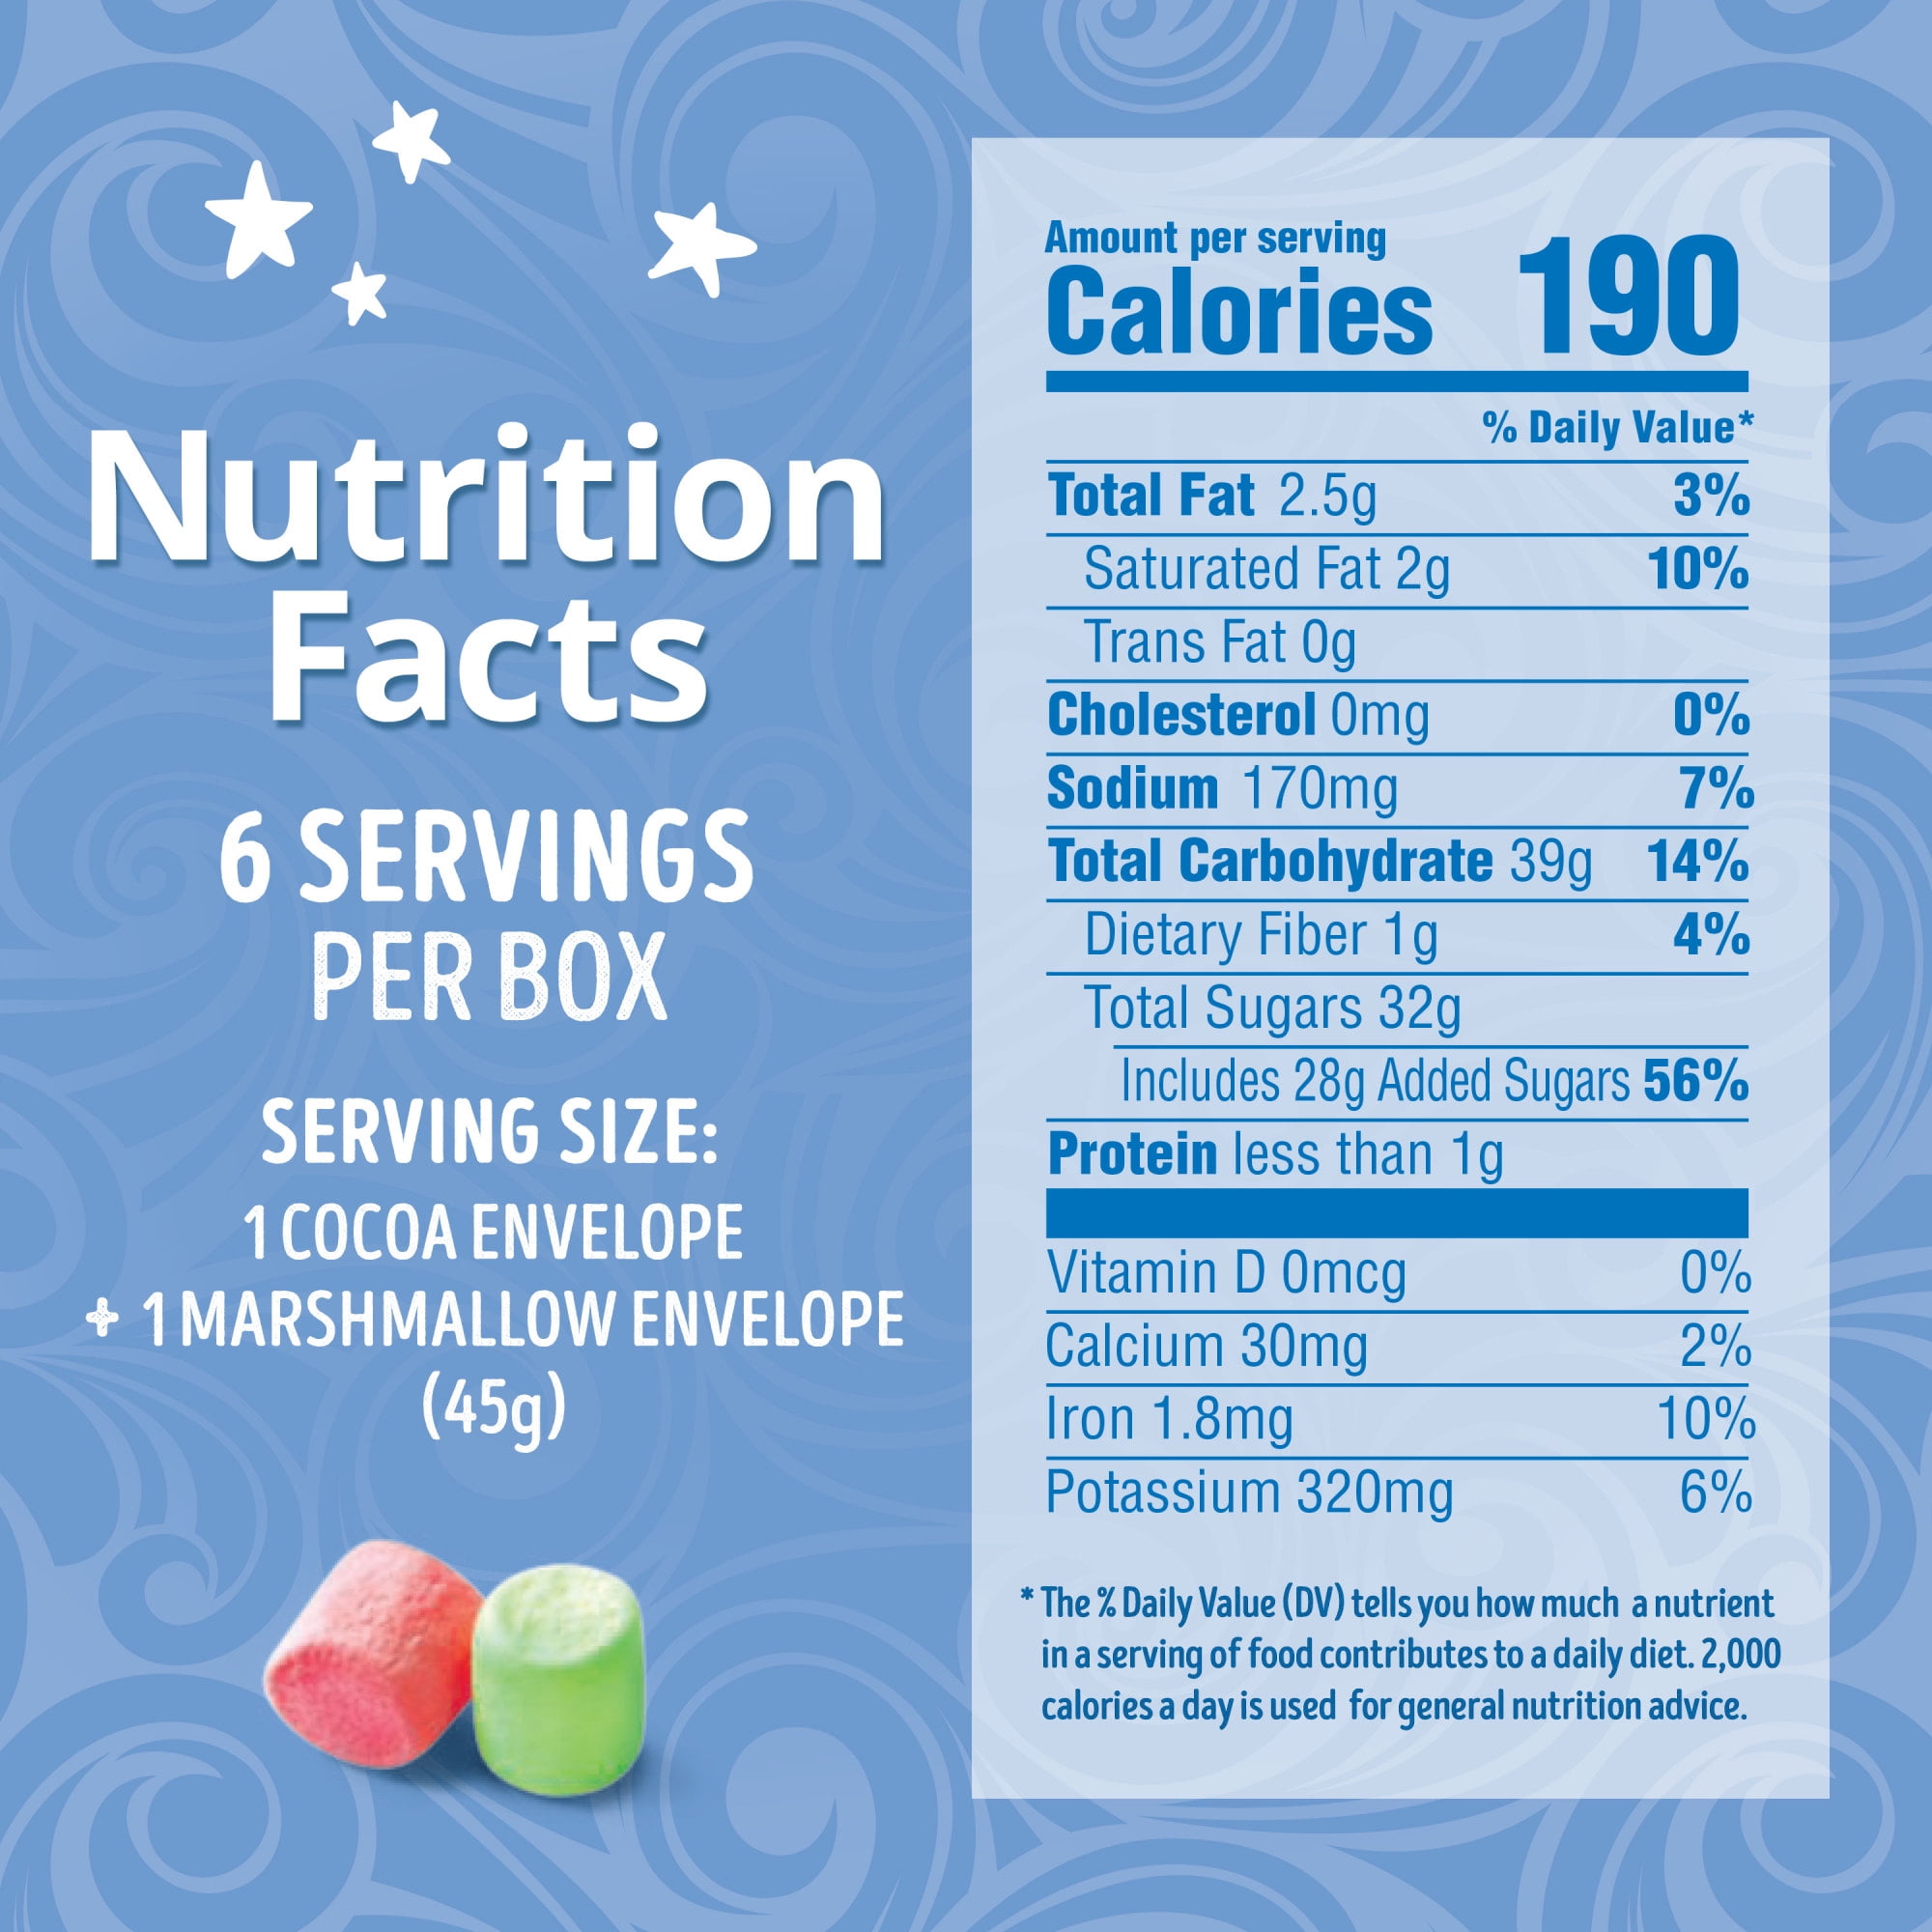 Nutrition
Facts
6 SERVINGS
PER BOX
SERVING SIZE:
1 COCOA ENVELOPE
+ 1 MARSHMALLOW ENVELOPE
(45g)
Amount per serving
Calories 190
% Daily Value*
Total Fat 2.5g 3%
Saturated Fat 2g 10%
Trans Fat 0g
Cholesterol 0mg 0%
Sodium 170mg 7%
Total Carbohydrate 39g 14%
Dietary Fiber 1g 4%
Total Sugars 32g
Includes 28g Added Sugars 56%
Protein less than 1g
Vitamin D 0mcg 0%
Calcium 30mg 2%
Iron 1.8mg 10%
Potassium 320mg 6%
* The % Daily Value (DV) tells you how much a nutrient
in a serving of food contributes to a daily diet. 2,000
calories a day is used for general nutrition advice.